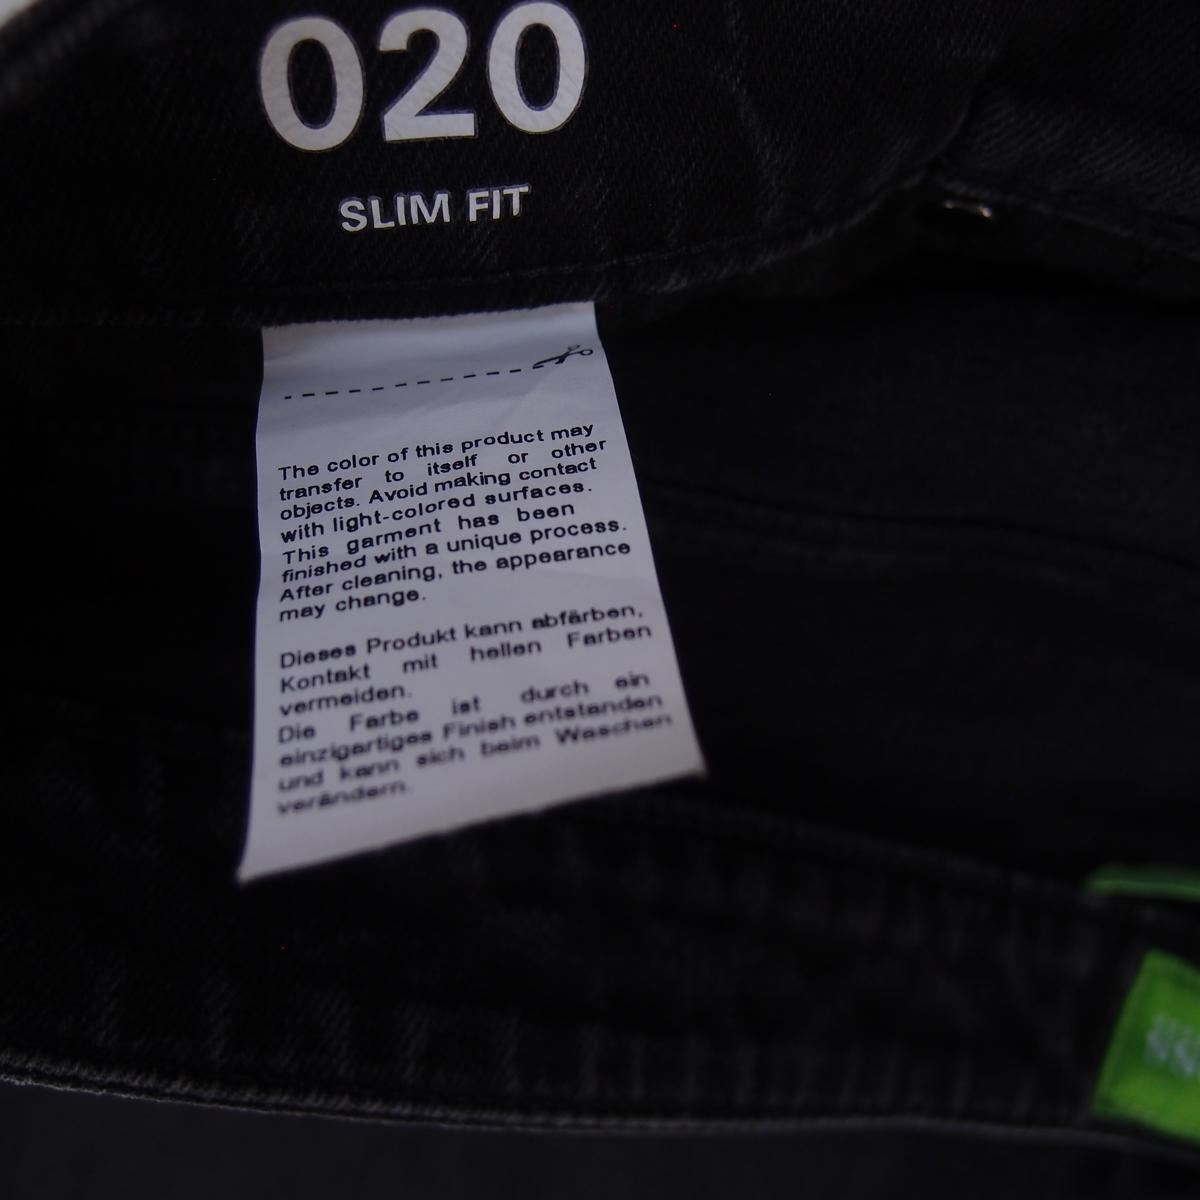 020
SLIM FIT
The color of this product may
transfer to itself or other
objects. Avoid making contact
with light-colored surfaces.
This garment has been
finished with a unique process.
After cleaning, the appearance
may change.
Dieses Produkt kann abfärben,
Kontakt mit hellen Farben
vermeiden.
Die Farbe ist durch ein
einzigartiges Finish entstanden
und kann sich beim Waschen
verändern.